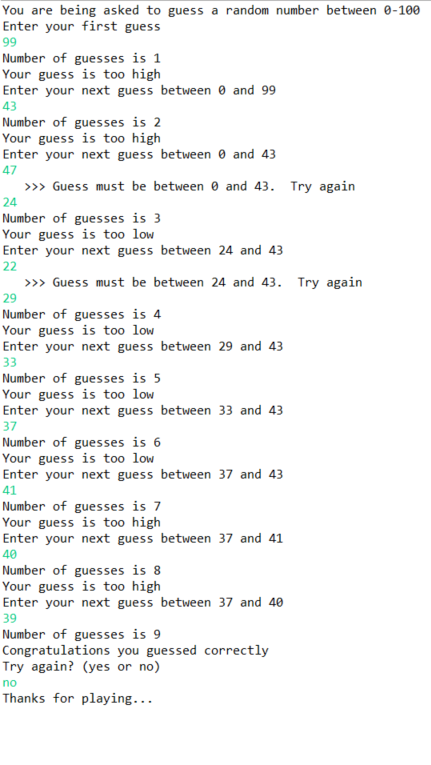 You are being asked to guess a random number between 0-100
Enter your first guess
99
Number of guesses is 1
Your guess is too high
Enter your next guess between 0 and 99
43
Number of guesses is 2
Your guess is too high
Enter your next guess between 0 and 43
47
>>> Guess must be between 0 and 43.  Try again
24
Number of guesses is 3
Your guess is too low
Enter your next guess between 24 and 43
22
>>> Guess must be between 24 and 43.  Try again
29
Number of guesses is 4
Your guess is too low
Enter your next guess between 29 and 43
33
Number of guesses is 5
Your guess is too low
Enter your next guess between 33 and 43
37
Number of guesses is 6
Your guess is too low
Enter your next guess between 37 and 43
41
Number of guesses is 7
Your guess is too high
Enter your next guess between 37 and 41
40
Number of guesses is 8
Your guess is too high
Enter your next guess between 37 and 40
39
Number of guesses is 9
Congratulations you guessed correctly
Try again? (yes or no)
no
Thanks for playing...